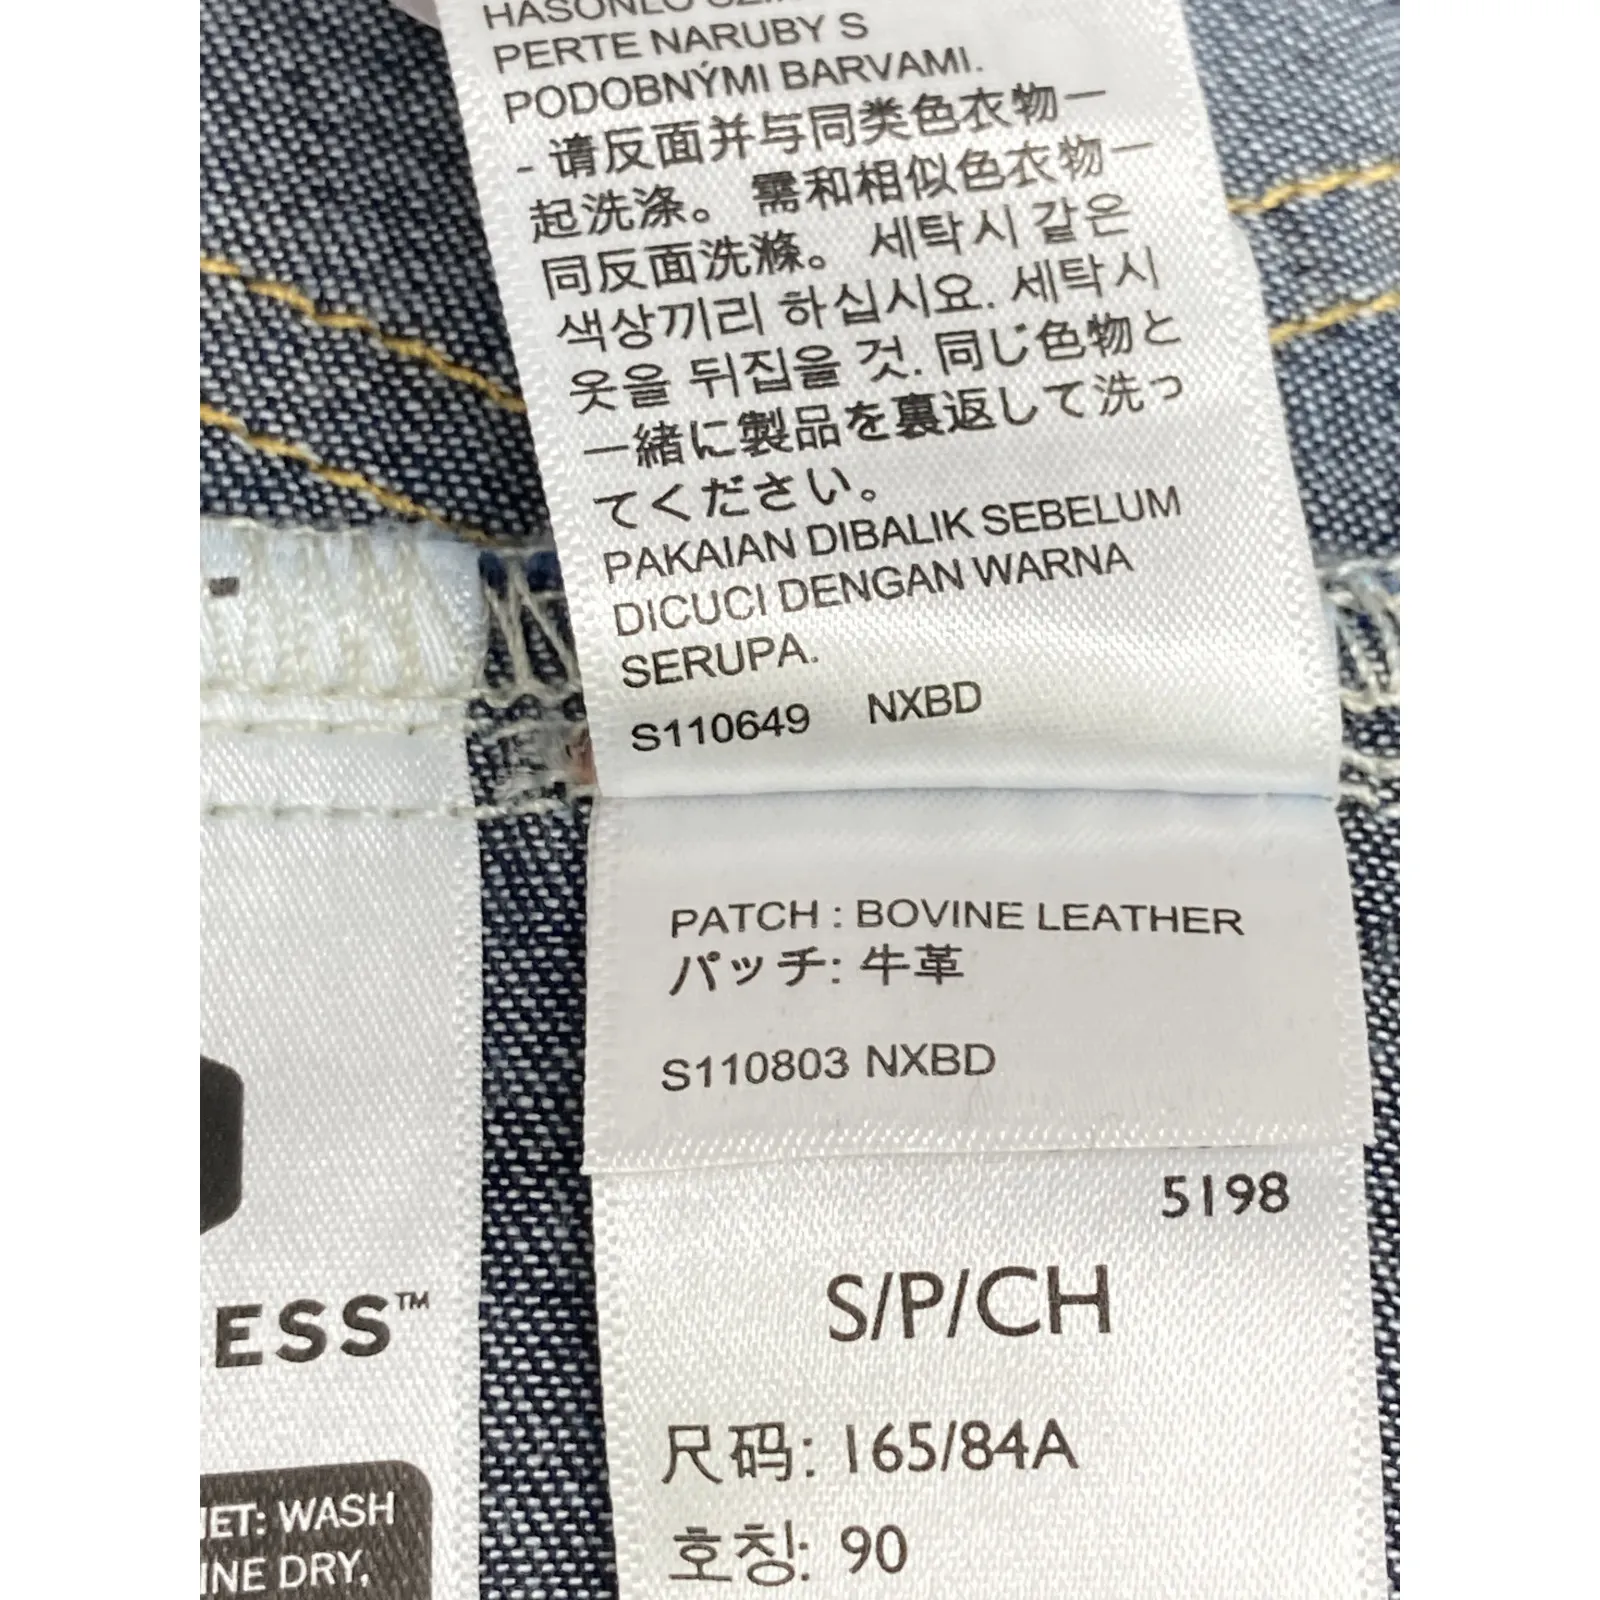 PERTE NARUBY S
PODOBNÝMI BARVAMI.
- 请反面并与同类色衣物一
起洗涤。 需和相似色衣物一
同反面洗滌。 세탁시 같은
색상끼리 하십시요. 세탁시
옷을 뒤집을 것. 同じ色物と
一緒に製品を裏返して洗っ
てください。
PAKAIAN DIBALIK SEBELUM
DICUCI DENGAN WARNA
SERUPA.
S110649 NXBD
PATCH : BOVINE LEATHER
パッチ: 牛革
S110803 NXBD
5198
S/P/CH
尺码: 165/84A
호칭: 90
ESS™
WASH
DRY,